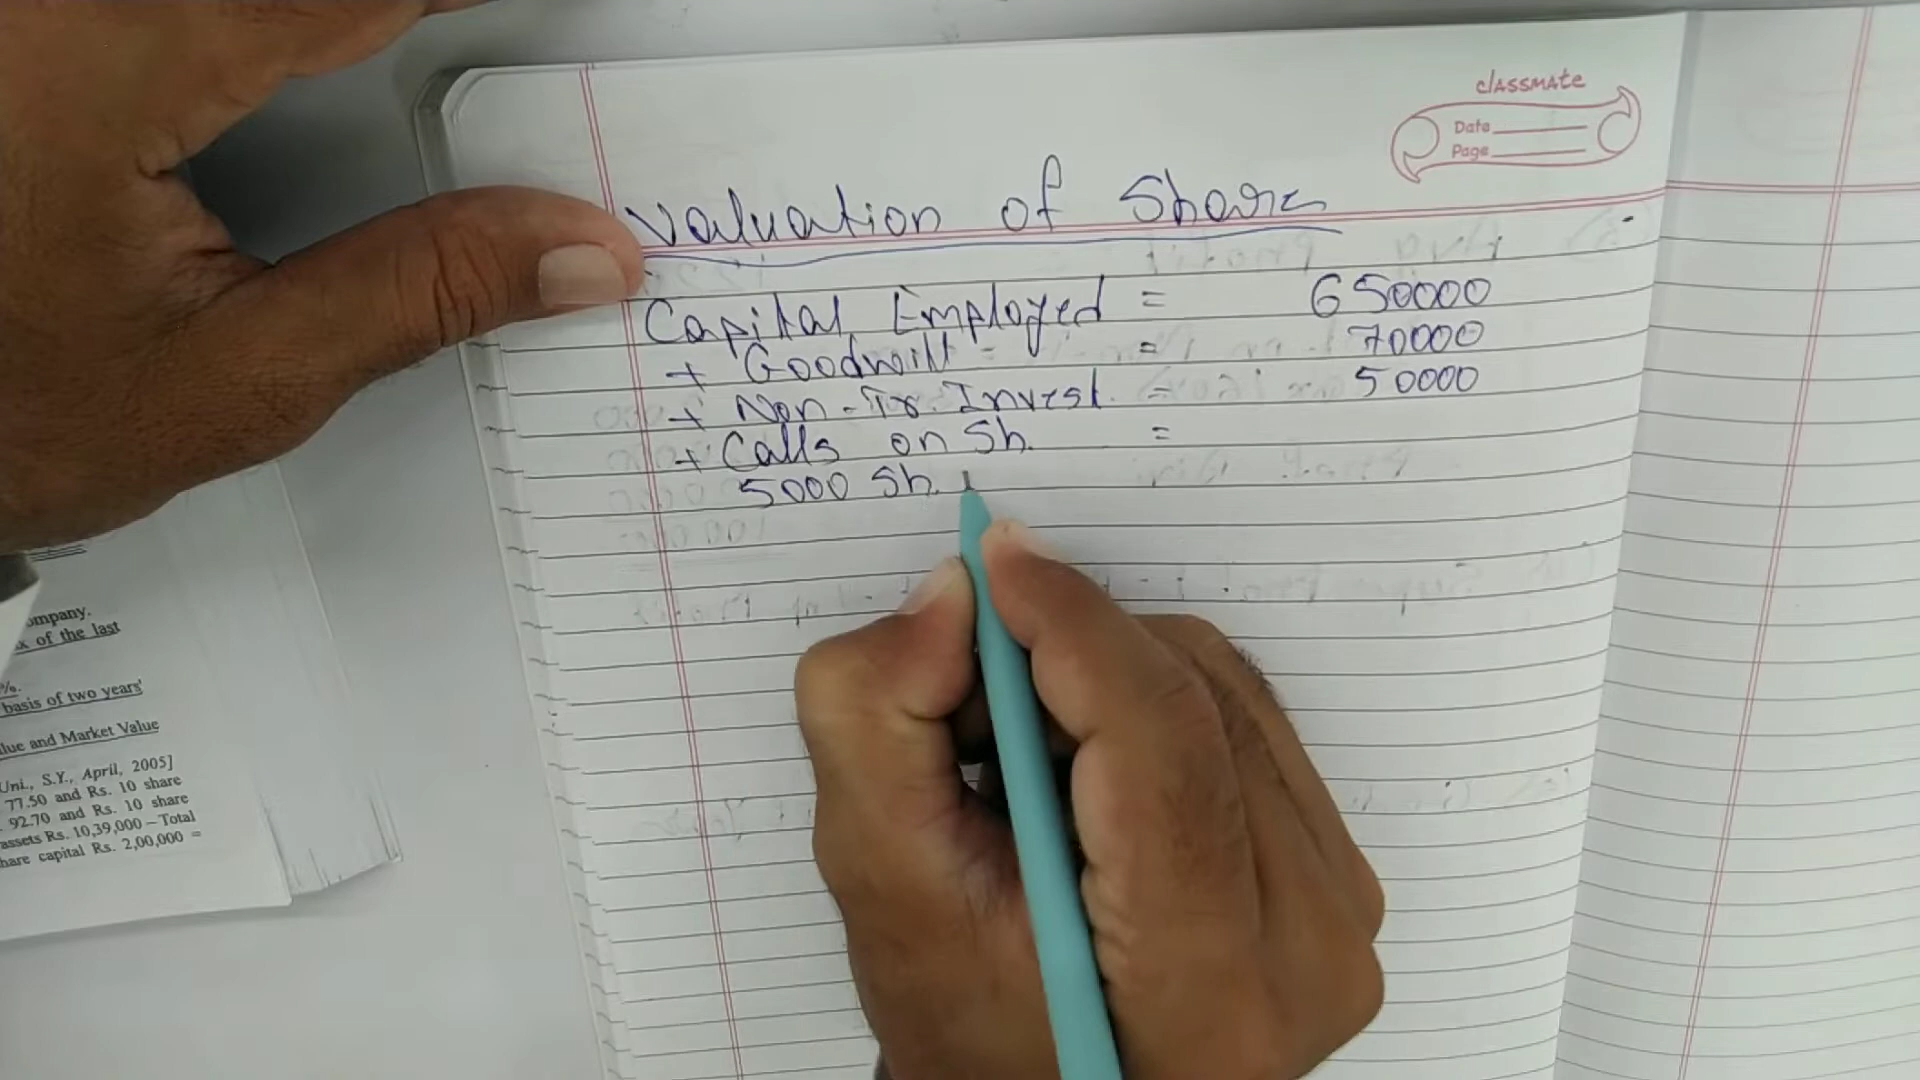 classmate
Date
Page
Valuation of Share
Capital Employed = 650000
+ Goodwill = 70000
+ Non-Tr. Invest. = 50000
+ Calls on Sh. =
5000 Sh.
ompany.
x of the last
%.
basis of two years'
lue and Market Value
Uni., S.Y., April, 2005]
77.50 and Rs. 10 share
92.70 and Rs. 10 share
assets Rs. 10,39,000 – Total
hare capital Rs. 2,00,000 =